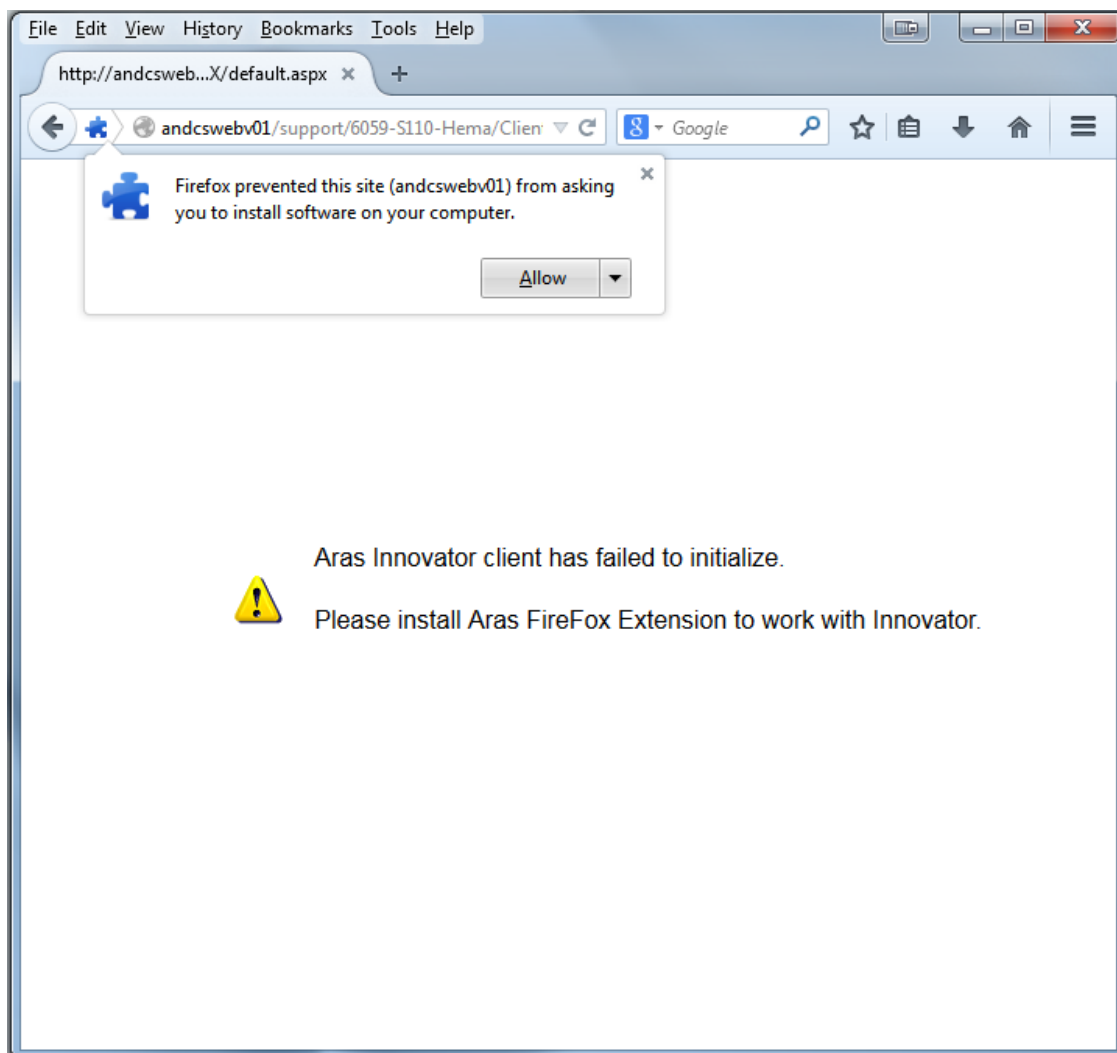 File Edit View History Bookmarks Tools Help
http://andcsweb...X/default.aspx
andcswebv01/support/6059-S110-Hema/Clien
8 Google
Firefox prevented this site (andcswebv01) from asking
you to install software on your computer.
Allow
Aras Innovator client has failed to initialize.
Please install Aras FireFox Extension to work with Innovator.